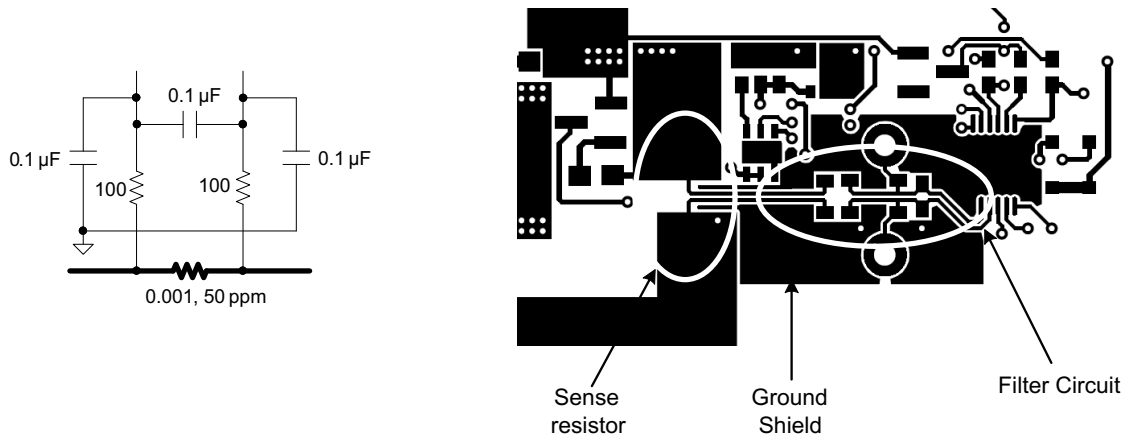 0.1 µF
0.1 µF
0.1 µF
100
100
0.001, 50 ppm
Sense
resistor
Ground
Shield
Filter Circuit